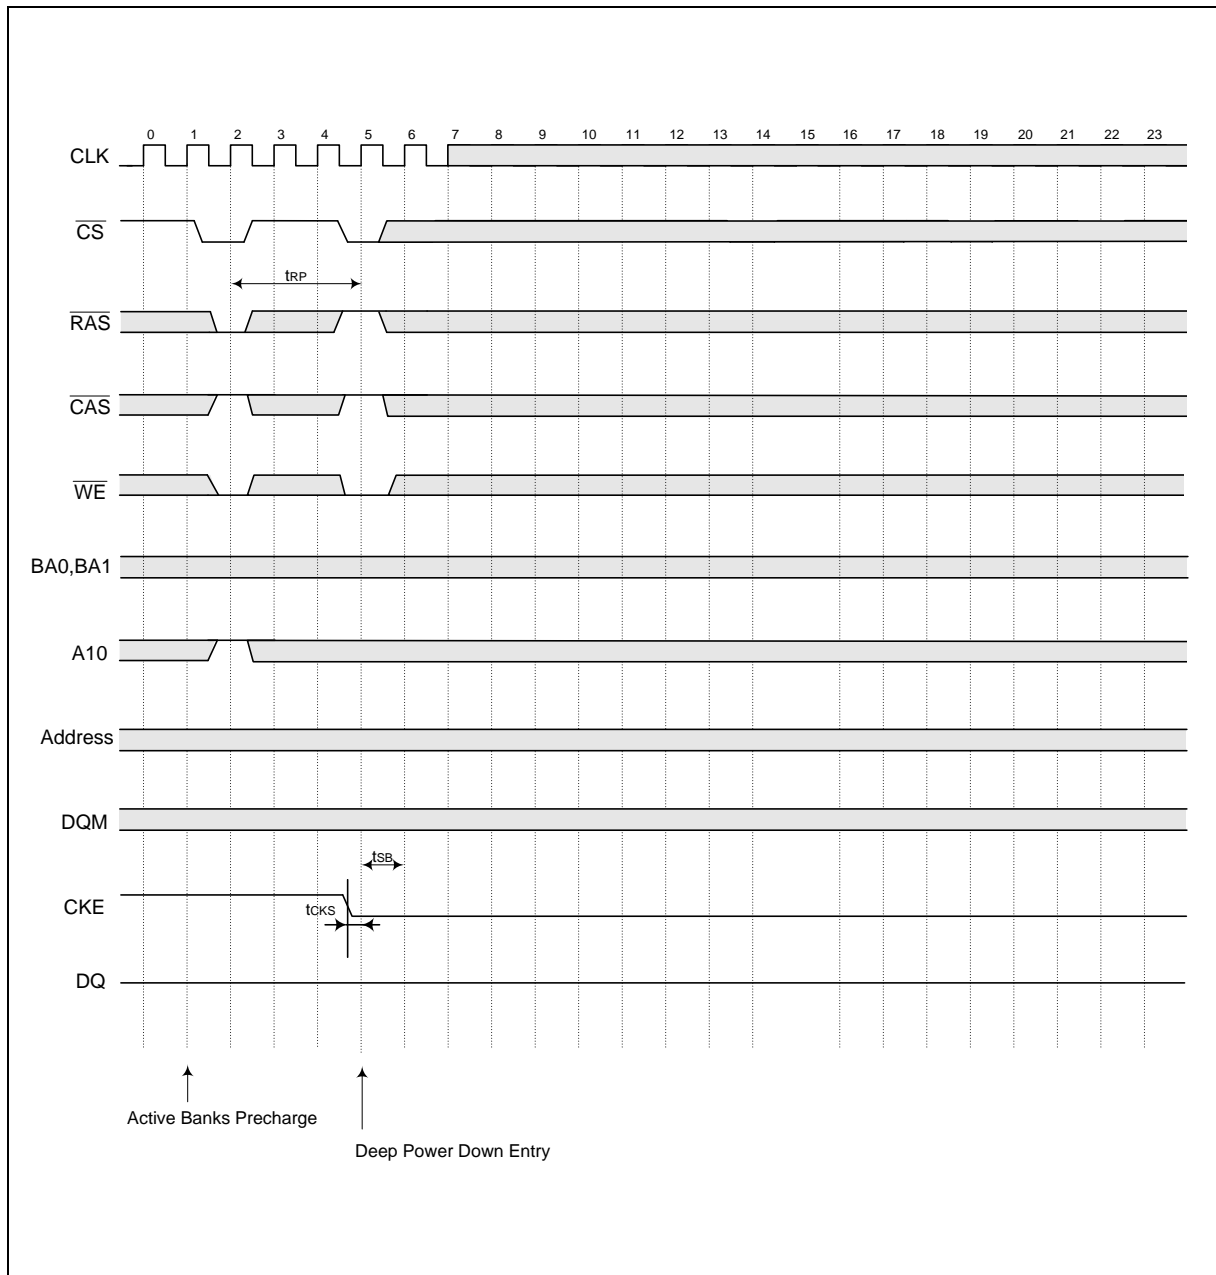 0 1 2 3 4 5 6 7 8 9 10 11 12 13 14 15 16 17 18 19 20 21 22 23
CLK
CS
tRP
RAS
CAS
WE
BA0,BA1
A10
Address
DQM
tSB
CKE
tCKS
DQ
Active Banks Precharge
Deep Power Down Entry